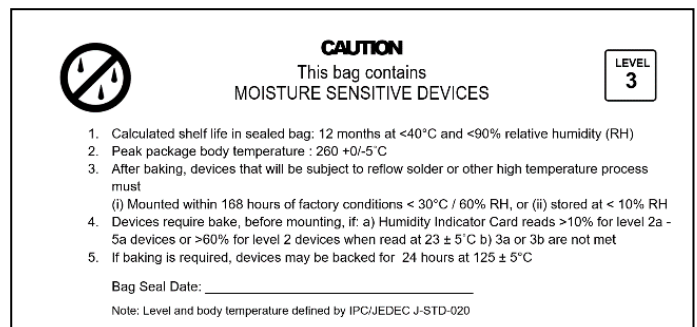 CAUTION
This bag contains
MOISTURE SENSITIVE DEVICES
LEVEL
3
1. Calculated shelf life in sealed bag: 12 months at <40°C and <90% relative humidity (RH)
2. Peak package body temperature : 260 +0/-5°C
3. After baking, devices that will be subject to reflow solder or other high temperature process
must
(i) Mounted within 168 hours of factory conditions < 30°C / 60% RH, or (ii) stored at < 10% RH
4. Devices require bake, before mounting, if: a) Humidity Indicator Card reads >10% for level 2a -
5a devices or >60% for level 2 devices when read at 23 ± 5°C b) 3a or 3b are not met
5. If baking is required, devices may be backed for 24 hours at 125 ± 5°C
Bag Seal Date: ______________________________
Note: Level and body temperature defined by IPC/JEDEC J-STD-020